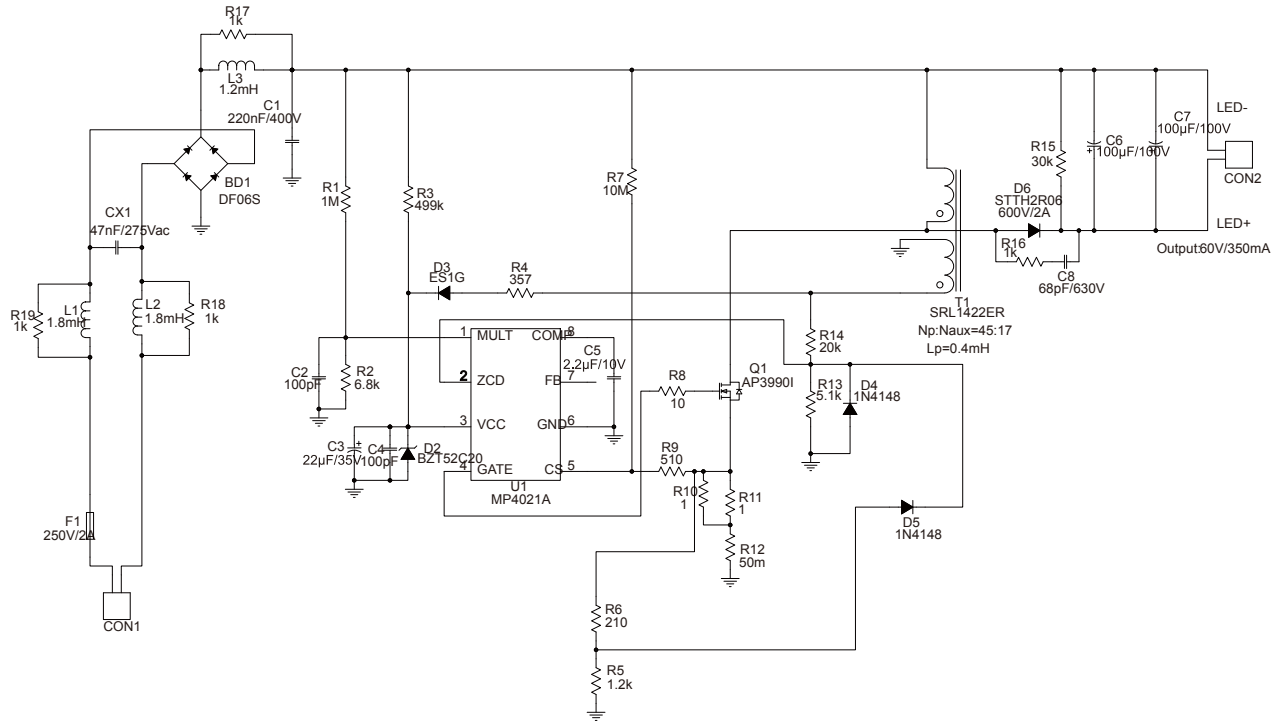 R17
1k
L3
1.2mH
C1
220nF/400V
BD1
DF06S
CX1
47nF/275Vac
R19
1k
L1
1.8mH
L2
1.8mH
R18
1k
F1
250V/2A
CON1
R1
1M
R3
499k
R7
10M
D3
ES1G
R4
357
C2
100pF
R2
6.8k
1
MULT
COMP
8
2
ZCD
FB
7
3
VCC
GND
6
4
GATE
CS
5
U1
MP4021A
C5
2.2µF/10V
C3
+
22µF/35V
C4
100pF
D2
BZT52C20
R8
10
Q1
AP3990I
R9
510
R10
1
R11
1
R12
50m
R6
210
R5
1.2k
R14
20k
R13
5.1k
D4
1N4148
D5
1N4148
T1
SRL1422ER
Np:Naux=45:17
Lp=0.4mH
D6
STTH2R06
600V/2A
R16
1k
C8
68pF/630V
R15
30k
C6
+
100µF/100V
C7
100µF/100V
+
LED-
CON2
LED+
Output:60V/350mA